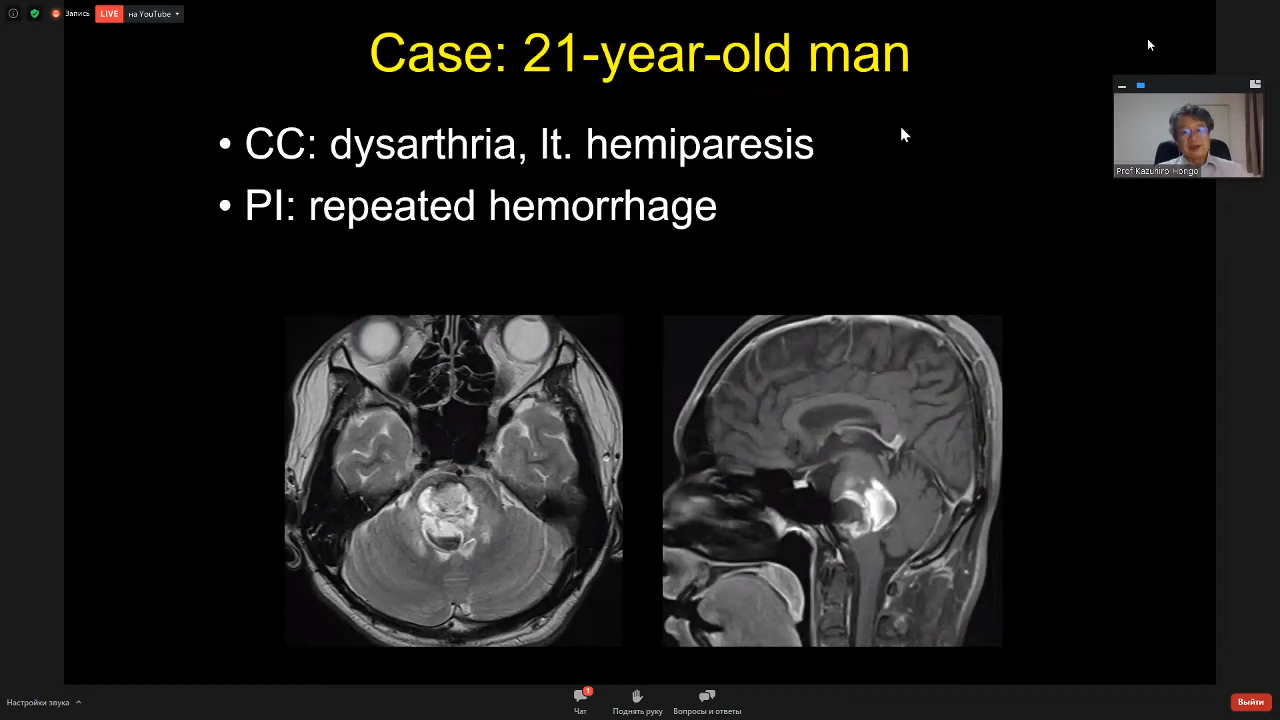 Запись LIVE на YouTube
Case: 21-year-old man
• CC: dysarthria, lt. hemiparesis
• PI: repeated hemorrhage
Prof Kazuhiro Hongo
Настройки звука
1
Чат
Поднять руку
Вопросы и ответы
Выйти